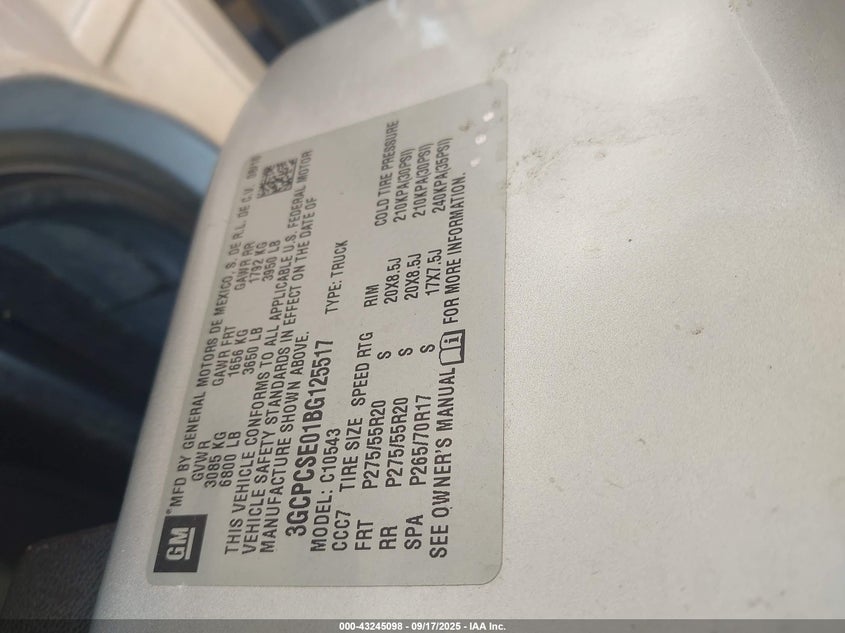 GM
*MFD BY GENERAL MOTORS DE MEXICO, S. DE R.L. DE C.V. 09/10
GVWR GAWR FRT GAWR RR
3085 KG 1656 KG 1792 KG
6800 LB 3650 LB 3950 LB
THIS VEHICLE CONFORMS TO ALL APPLICABLE U.S. FEDERAL MOTOR
VEHICLE SAFETY STANDARDS IN EFFECT ON THE DATE OF
MANUFACTURE SHOWN ABOVE.
3GCPCSE01BG125517
MODEL: C10543 TYPE: TRUCK
CCC7 TIRE SIZE SPEED RTG RIM COLD TIRE PRESSURE
FRT P275/55R20 S 20X8.5J 210KPA(30PSI)
RR P275/55R20 S 20X8.5J 210KPA(30PSI)
SPA P265/70R17 S 17X7.5J 240KPA(35PSI)
SEE OWNER'S MANUAL i FOR MORE INFORMATION.
000-43245098 - 09/17/2025 - IAA Inc.